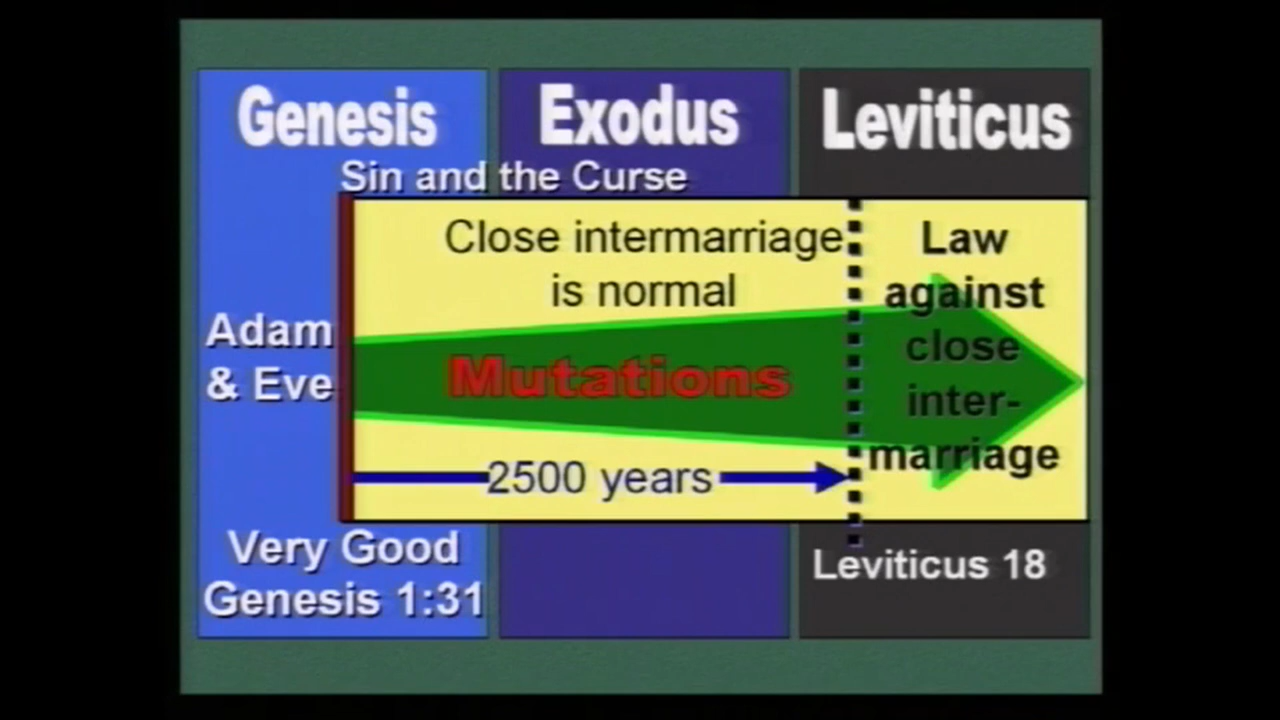 Genesis
Exodus
Leviticus
Sin and the Curse
Close intermarriage
is normal
Law
against
close
inter-
marriage
Adam
& Eve
Mutations
2500 years
Very Good
Genesis 1:31
Leviticus 18